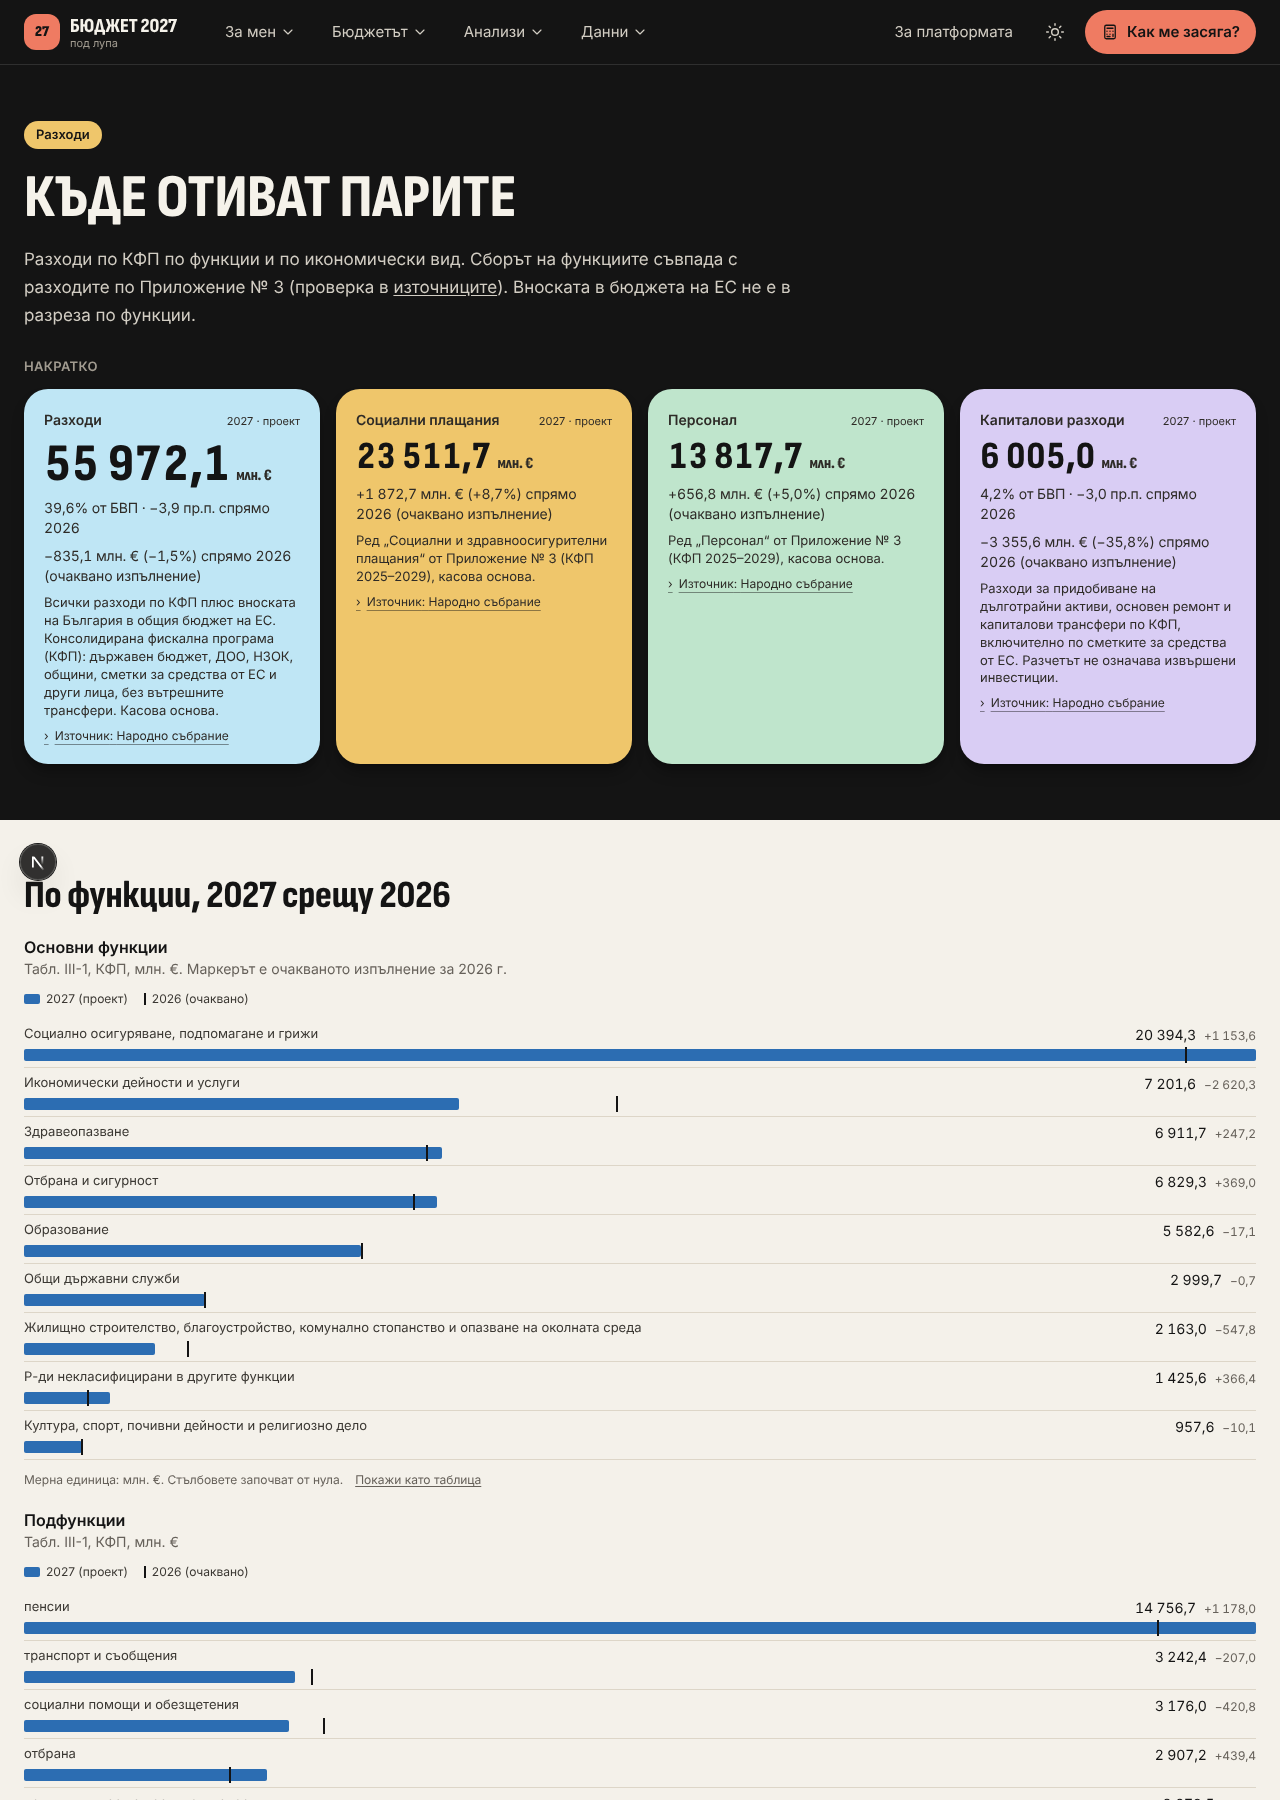 27 БЮДЖЕТ 2027
под лупа
За мен
Бюджетът
Анализи
Данни
За платформата
Как ме засяга?
Разходи
КЪДЕ ОТИВАТ ПАРИТЕ
Разходи по КФП по функции и по икономически вид. Сборът на функциите съвпада с
разходите по Приложение № 3 (проверка в източниците). Вноската в бюджета на ЕС не е в
разреза по функции.
НАКРАТКО
Разходи 2027 · проект
55 972,1 млн. €
39,6% от БВП · −3,9 пр.п. спрямо
2026
−835,1 млн. € (−1,5%) спрямо 2026
(очаквано изпълнение)
Всички разходи по КФП плюс вноската
на България в общия бюджет на ЕС.
Консолидирана фискална програма
(КФП): държавен бюджет, ДОО, НЗОК,
общини, сметки за средства от ЕС и
други лица, без вътрешните
трансфери. Касова основа.
› Източник: Народно събрание
Социални плащания 2027 · проект
23 511,7 млн. €
+1 872,7 млн. € (+8,7%) спрямо
2026 (очаквано изпълнение)
Ред „Социални и здравноосигурителни
плащания“ от Приложение № 3 (КФП
2025–2029), касова основа.
› Източник: Народно събрание
Персонал 2027 · проект
13 817,7 млн. €
+656,8 млн. € (+5,0%) спрямо 2026
(очаквано изпълнение)
Ред „Персонал“ от Приложение № 3
(КФП 2025–2029), касова основа.
› Източник: Народно събрание
Капиталови разходи 2027 · проект
6 005,0 млн. €
4,2% от БВП · −3,0 пр.п. спрямо
2026
−3 355,6 млн. € (−35,8%) спрямо
2026 (очаквано изпълнение)
Разходи за придобиване на
дълготрайни активи, основен ремонт и
капиталови трансфери по КФП,
включително по сметките за средства
от ЕС. Разчетът не означава извършени
инвестиции.
› Източник: Народно събрание
N
По функции, 2027 срещу 2026
Основни функции
Табл. III-1, КФП, млн. €. Маркерът е очакваното изпълнение за 2026 г.
2027 (проект) 2026 (очаквано)
Социално осигуряване, подпомагане и грижи 20 394,3 +1 153,6
Икономически дейности и услуги 7 201,6 −2 620,3
Здравеопазване 6 911,7 +247,2
Отбрана и сигурност 6 829,3 +369,0
Образование 5 582,6 −17,1
Общи държавни служби 2 999,7 −0,7
Жилищно строителство, благоустройство, комунално стопанство и опазване на околната среда 2 163,0 −547,8
Р-ди некласифицирани в другите функции 1 425,6 +366,4
Култура, спорт, почивни дейности и религиозно дело 957,6 −10,1
Мерна единица: млн. €. Стълбовете започват от нула. Покажи като таблица
Подфункции
Табл. III-1, КФП, млн. €
2027 (проект) 2026 (очаквано)
пенсии 14 756,7 +1 178,0
транспорт и съобщения 3 242,4 −207,0
социални помощи и обезщетения 3 176,0 −420,8
отбрана 2 907,2 +439,4